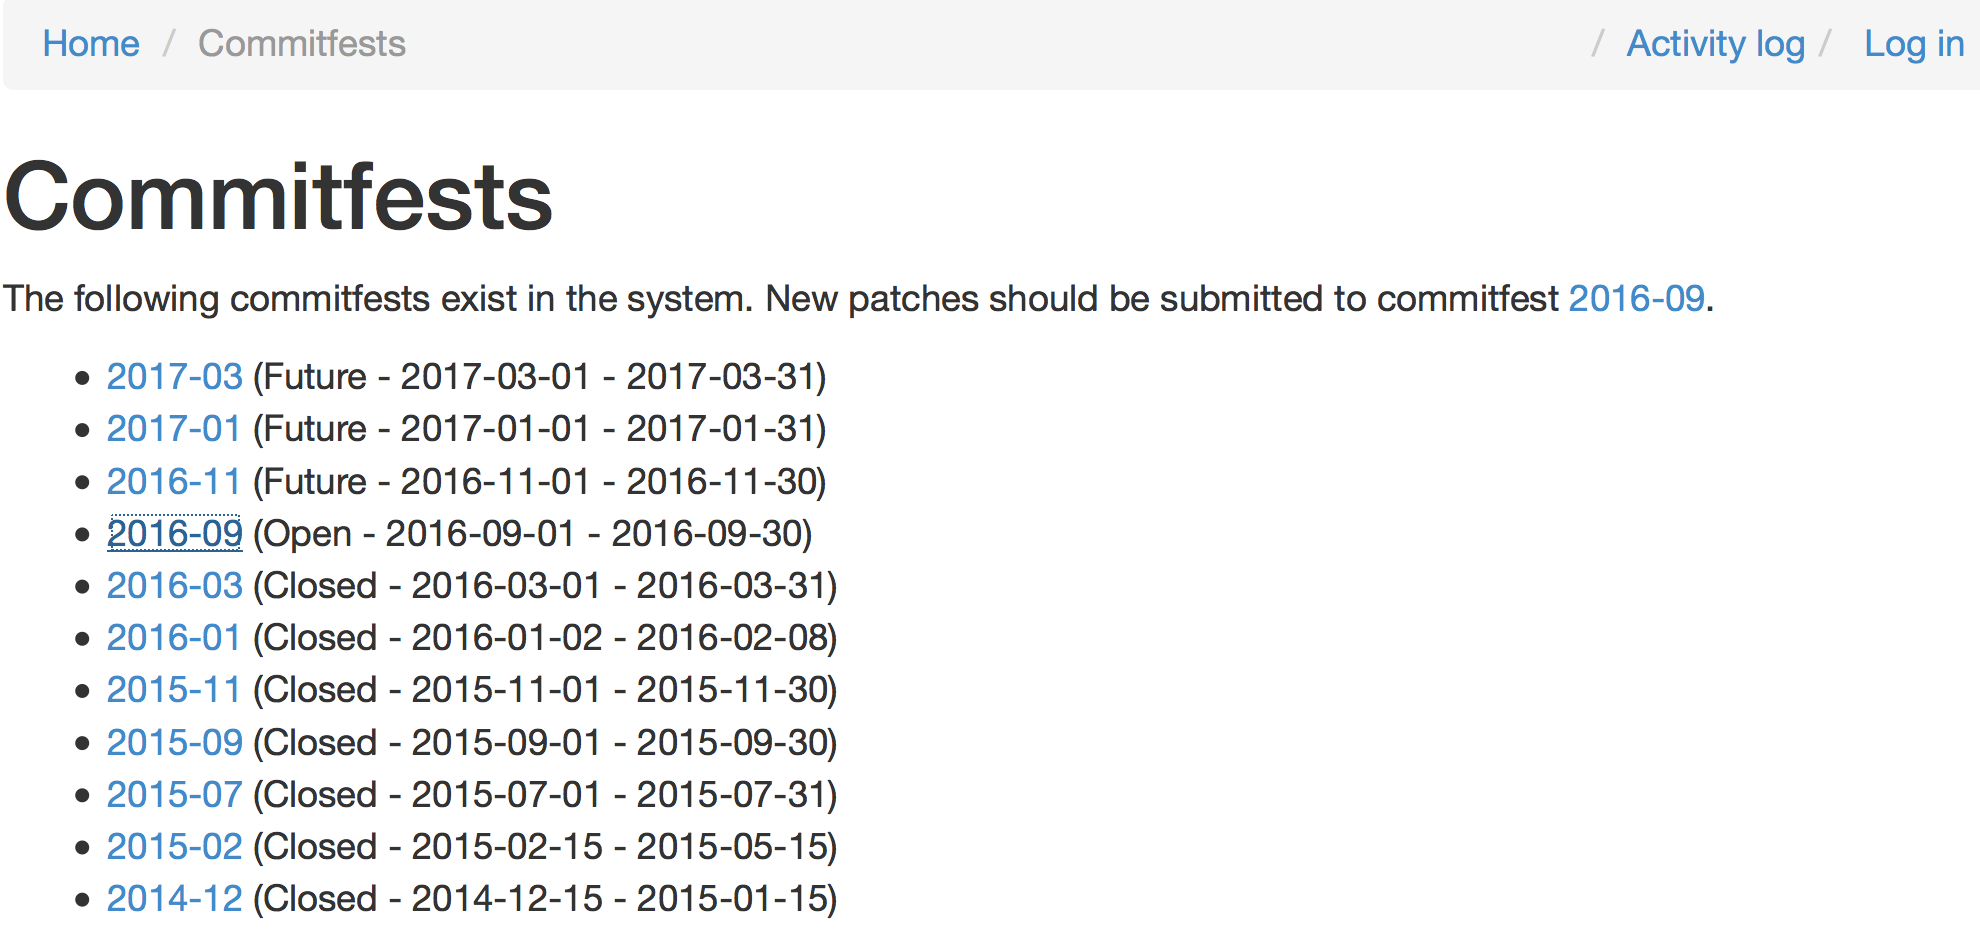 Home / Commitfests / Activity log / Log in
Commitfests
The following commitfests exist in the system. New patches should be submitted to commitfest 2016-09.
• 2017-03 (Future - 2017-03-01 - 2017-03-31)
• 2017-01 (Future - 2017-01-01 - 2017-01-31)
• 2016-11 (Future - 2016-11-01 - 2016-11-30)
• 2016-09 (Open - 2016-09-01 - 2016-09-30)
• 2016-03 (Closed - 2016-03-01 - 2016-03-31)
• 2016-01 (Closed - 2016-01-02 - 2016-02-08)
• 2015-11 (Closed - 2015-11-01 - 2015-11-30)
• 2015-09 (Closed - 2015-09-01 - 2015-09-30)
• 2015-07 (Closed - 2015-07-01 - 2015-07-31)
• 2015-02 (Closed - 2015-02-15 - 2015-05-15)
• 2014-12 (Closed - 2014-12-15 - 2015-01-15)